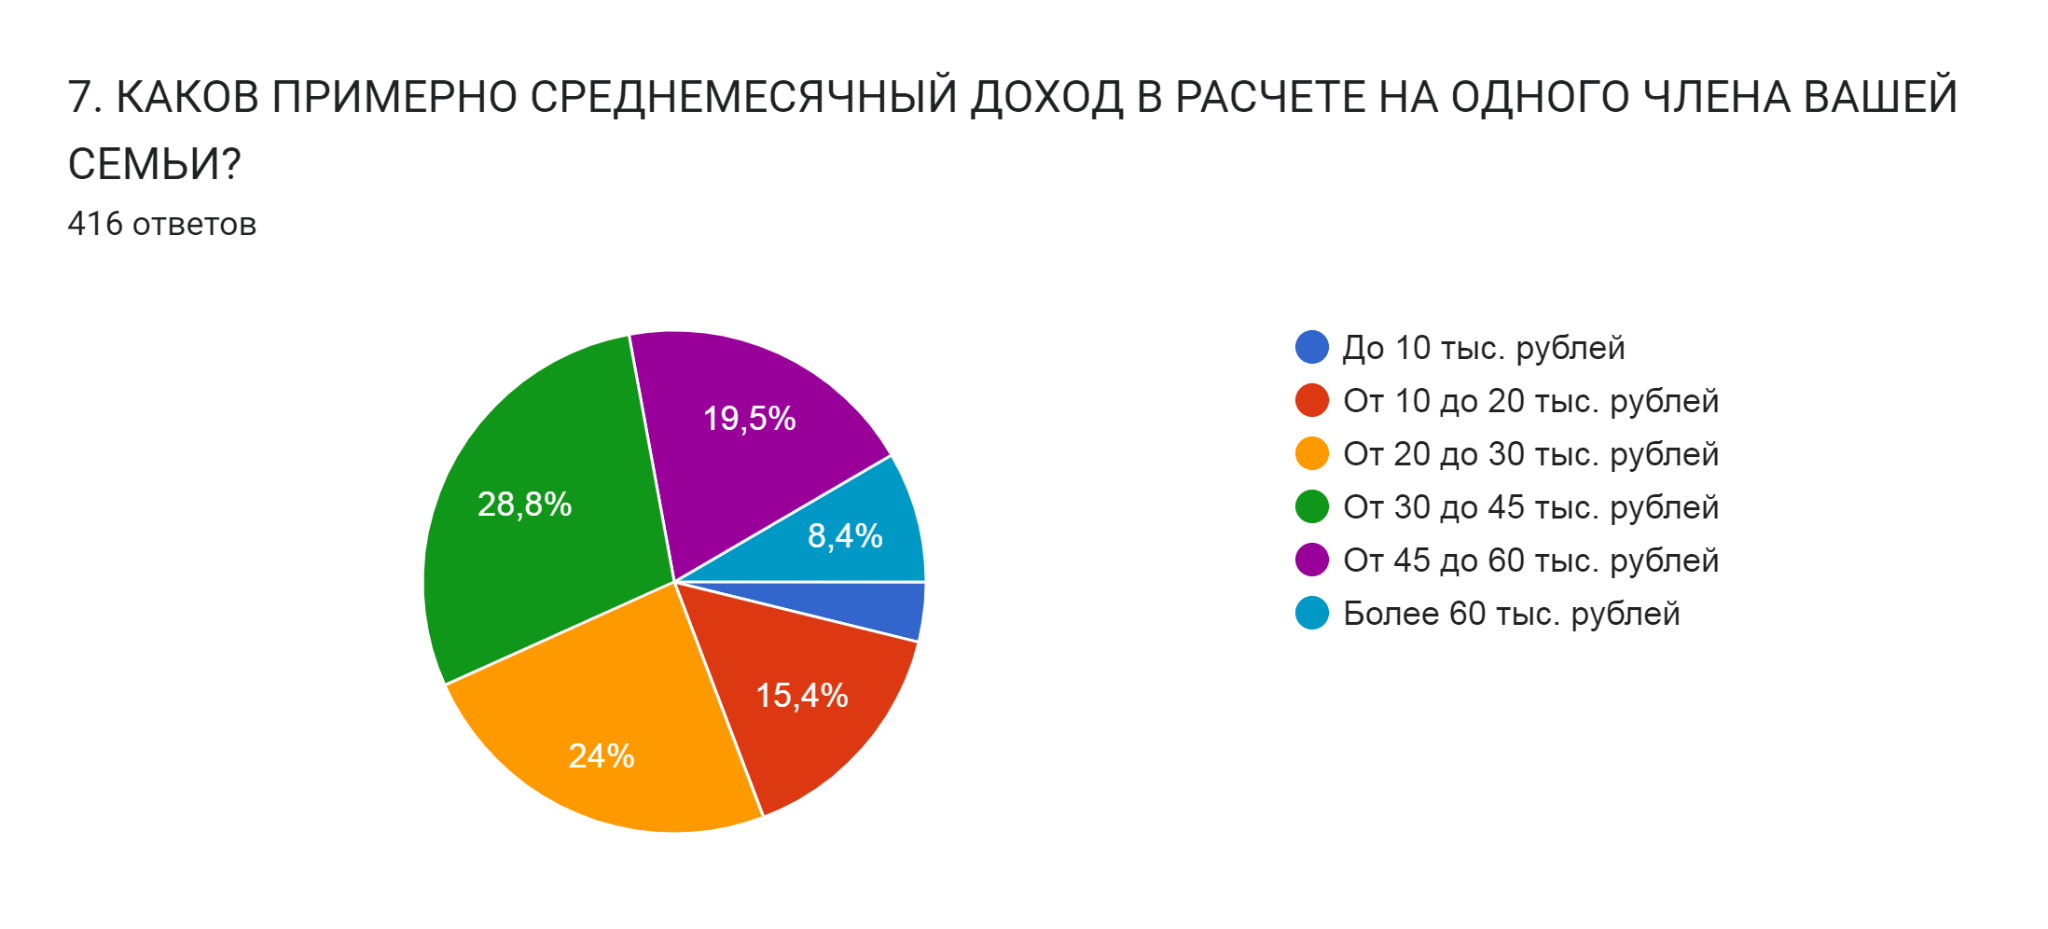 7. КАКОВ ПРИМЕРНО СРЕДНЕМЕСЯЧНЫЙ ДОХОД В РАСЧЕТЕ НА ОДНОГО ЧЛЕНА ВАШЕЙ
СЕМЬИ?
416 ответов
19,5%
28,8%
8,4%
15,4%
24%
До 10 тыс. рублей
От 10 до 20 тыс. рублей
От 20 до 30 тыс. рублей
От 30 до 45 тыс. рублей
От 45 до 60 тыс. рублей
Более 60 тыс. рублей